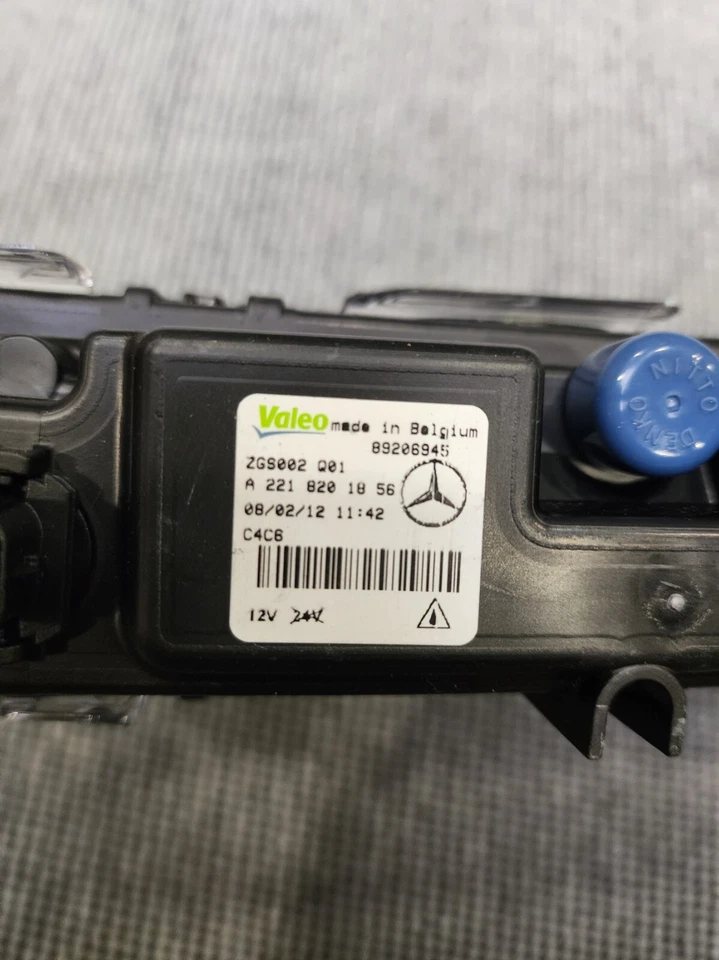 Valeo made in Belgium
89206945
ZGS002 Q01
A 221 820 18 56
08/02/12 11:42
C4C6
12V 24V
NITTO
DENKO